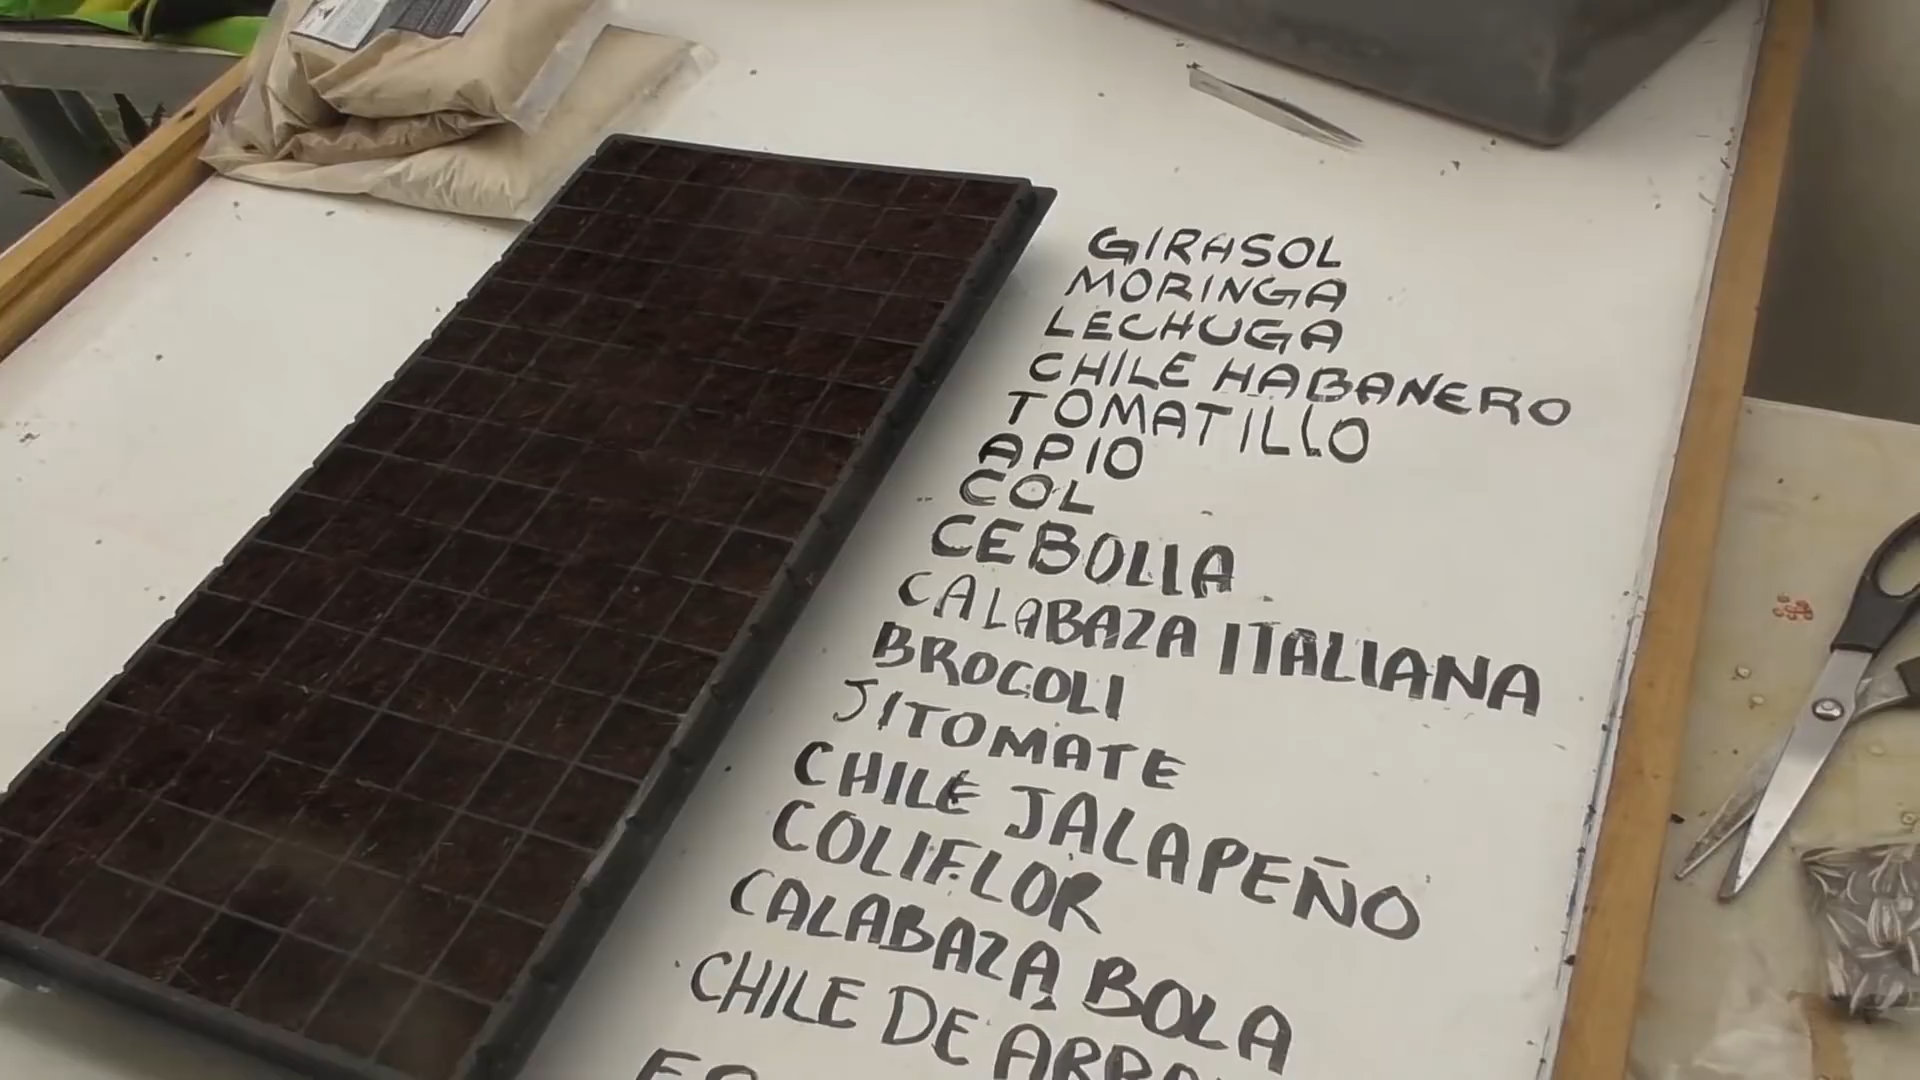 GIRASOL
MORINGA
LECHUGA
CHILE HABANERO
TOMATILLO
APIO
COL
CEBOLLA
CALABAZA ITALIANA
BROCOLI
JITOMATE
CHILE JALAPEÑO
COLIFLOR
CALABAZA BOLA
CHILE DE